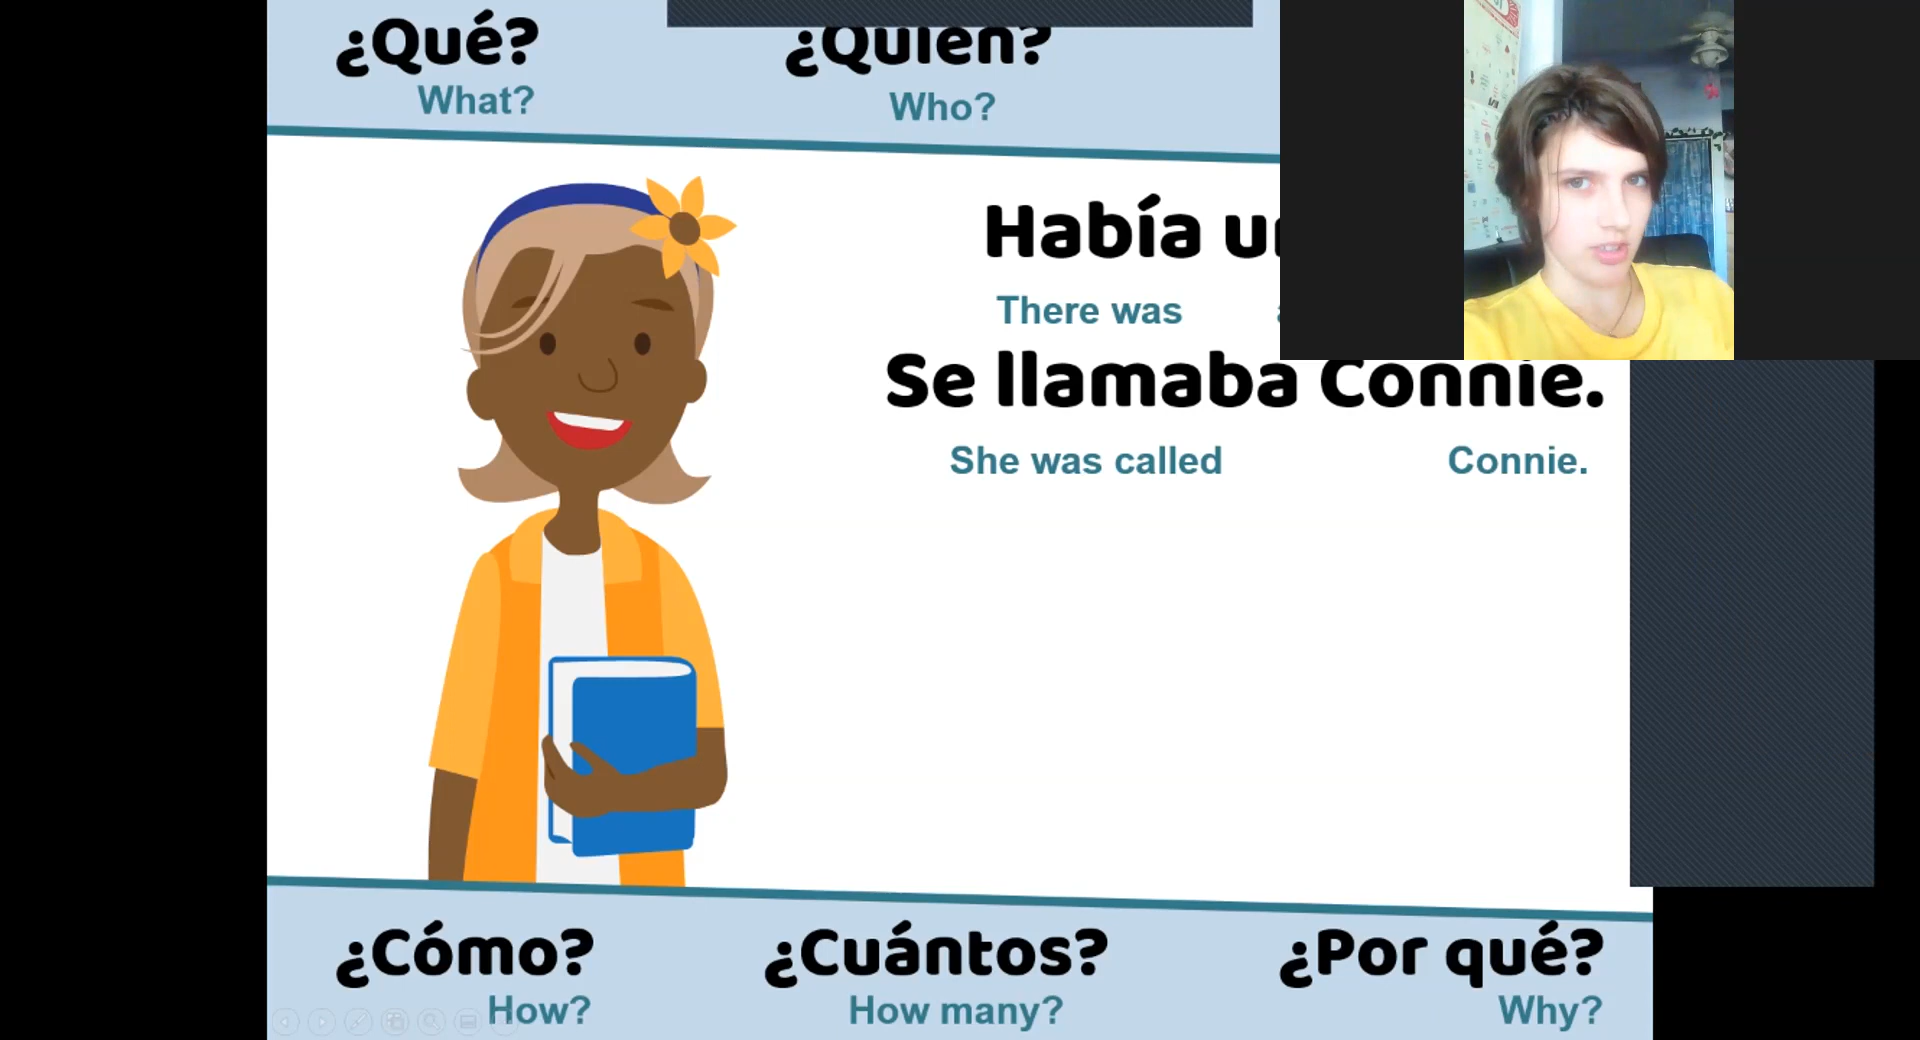 ¿Qué? ¿Quién?
What? Who?
Había
There was
Se llamaba Connie.
She was called Connie.
¿Cómo? ¿Cuántos? ¿Por qué?
How? How many? Why?